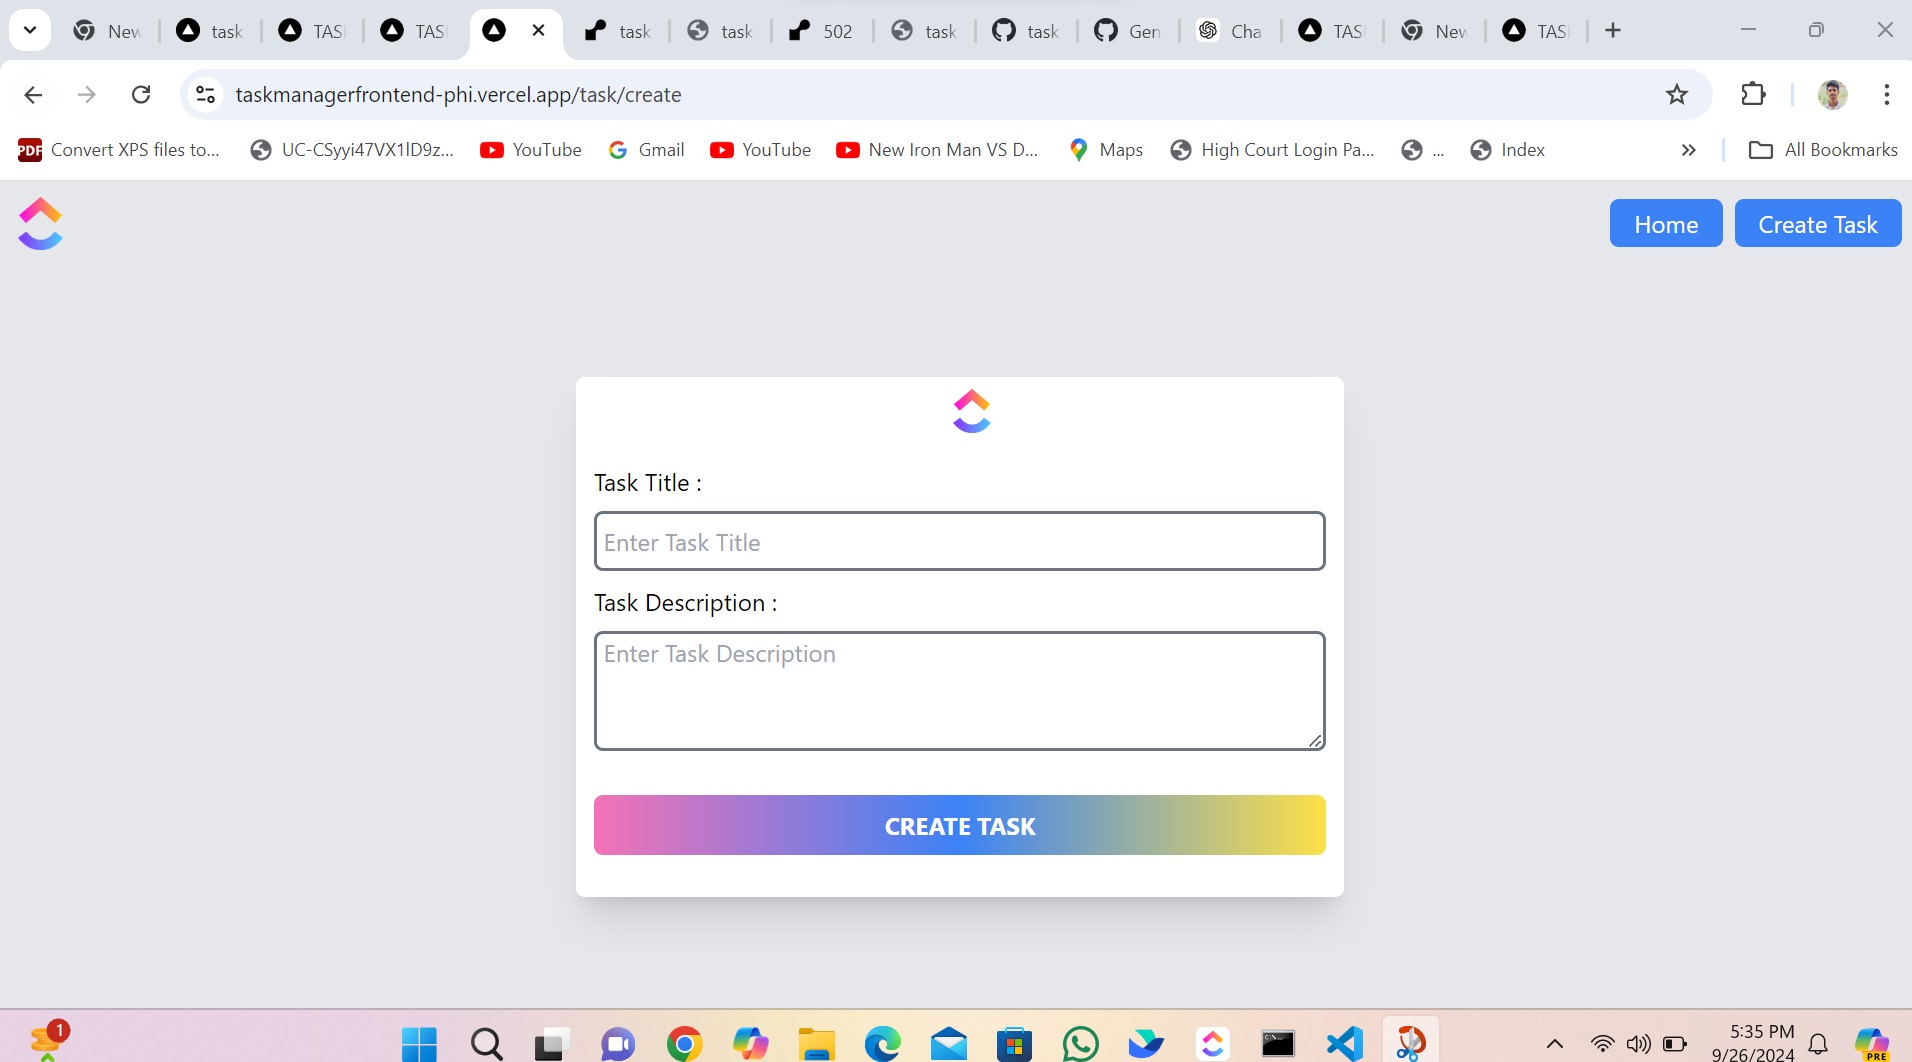 New task TAS TAS task task 502 task task Gen Cha TAS New TAS
taskmanagerfrontend-phi.vercel.app/task/create
PDF Convert XPS files to... UC-CSyyi47VX1lD9z... YouTube Gmail YouTube New Iron Man VS D... Maps High Court Login Pa... ... Index All Bookmarks
Home Create Task
Task Title :
Enter Task Title
Task Description :
Enter Task Description
CREATE TASK
1
5:35 PM
9/26/2024
PRE